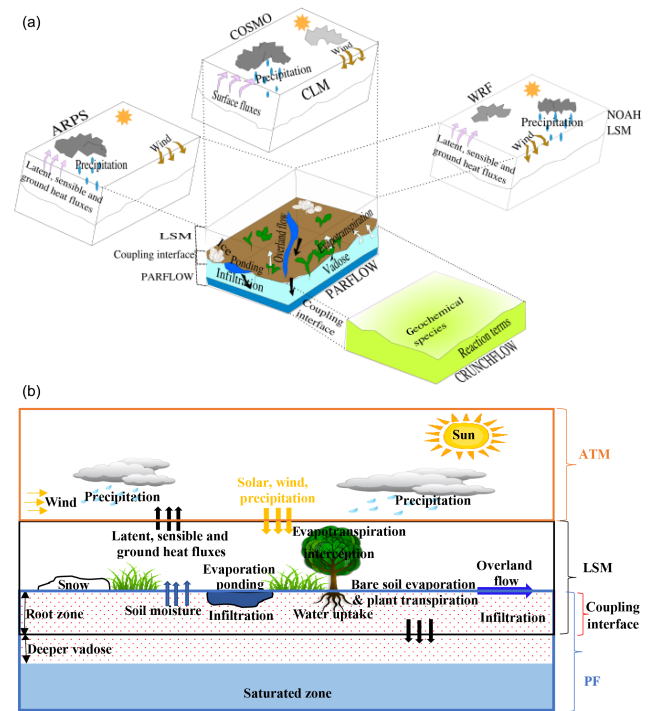 (a)
COSMO
Wind
Precipitation
CLM
Surface fluxes
ARPS
Wind
Precipitation
Latent, sensible and
ground heat fluxes
WRF
Precipitation
Wind
NOAH
LSM
Latent, sensible and
ground heat fluxes
LSM
Coupling interface
PARFLOW
Overland flow
Evapotranspiration
Ice
Ponding
Infiltration
Vadose
PARFLOW
Coupling
interface
Geochemical
species
Reaction terms
CRUNCHFLOW
(b)
Sun
ATM
Wind
Precipitation
Solar, wind,
precipitation
Precipitation
Latent, sensible and
ground heat fluxes
Evapotranspiration
interception
LSM
Snow
Evaporation
ponding
Bare soil evaporation
& plant transpiration
Overland
flow
Soil moisture
Root zone
Infiltration
Water uptake
Infiltration
Coupling
interface
Deeper vadose
PF
Saturated zone